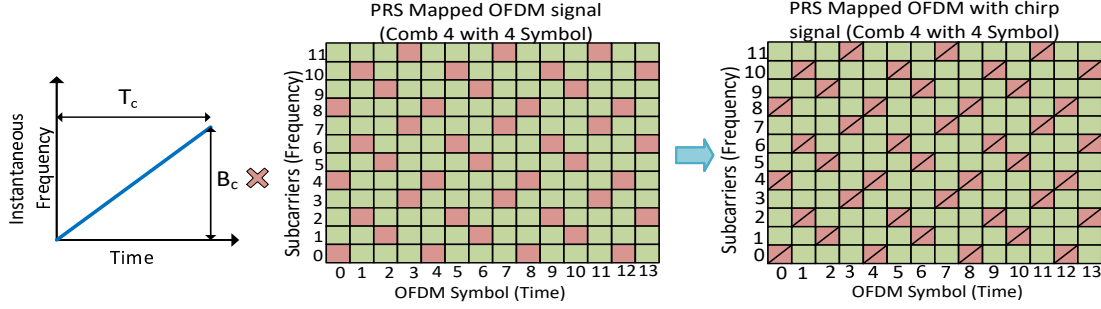 Instantaneous
Frequency
T_c
B_c
Time
PRS Mapped OFDM signal
(Comb 4 with 4 Symbol)
Subcarriers (Frequency)
11
10
9
8
7
6
5
4
3
2
1
0
0 1 2 3 4 5 6 7 8 9 10 11 12 13
OFDM Symbol (Time)
PRS Mapped OFDM with chirp
signal (Comb 4 with 4 Symbol)
Subcarriers (Frequency)
11
10
9
8
7
6
5
4
3
2
1
0
0 1 2 3 4 5 6 7 8 9 10 11 12 13
OFDM Symbol (Time)